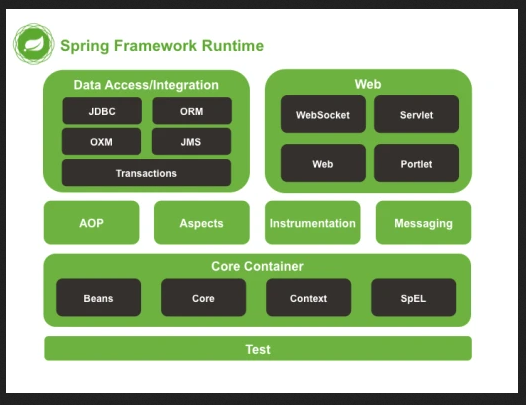 Spring Framework Runtime
Data Access/Integration
JDBC ORM
OXM JMS
Transactions
Web
WebSocket Servlet
Web Portlet
AOP Aspects Instrumentation Messaging
Core Container
Beans Core Context SpEL
Test